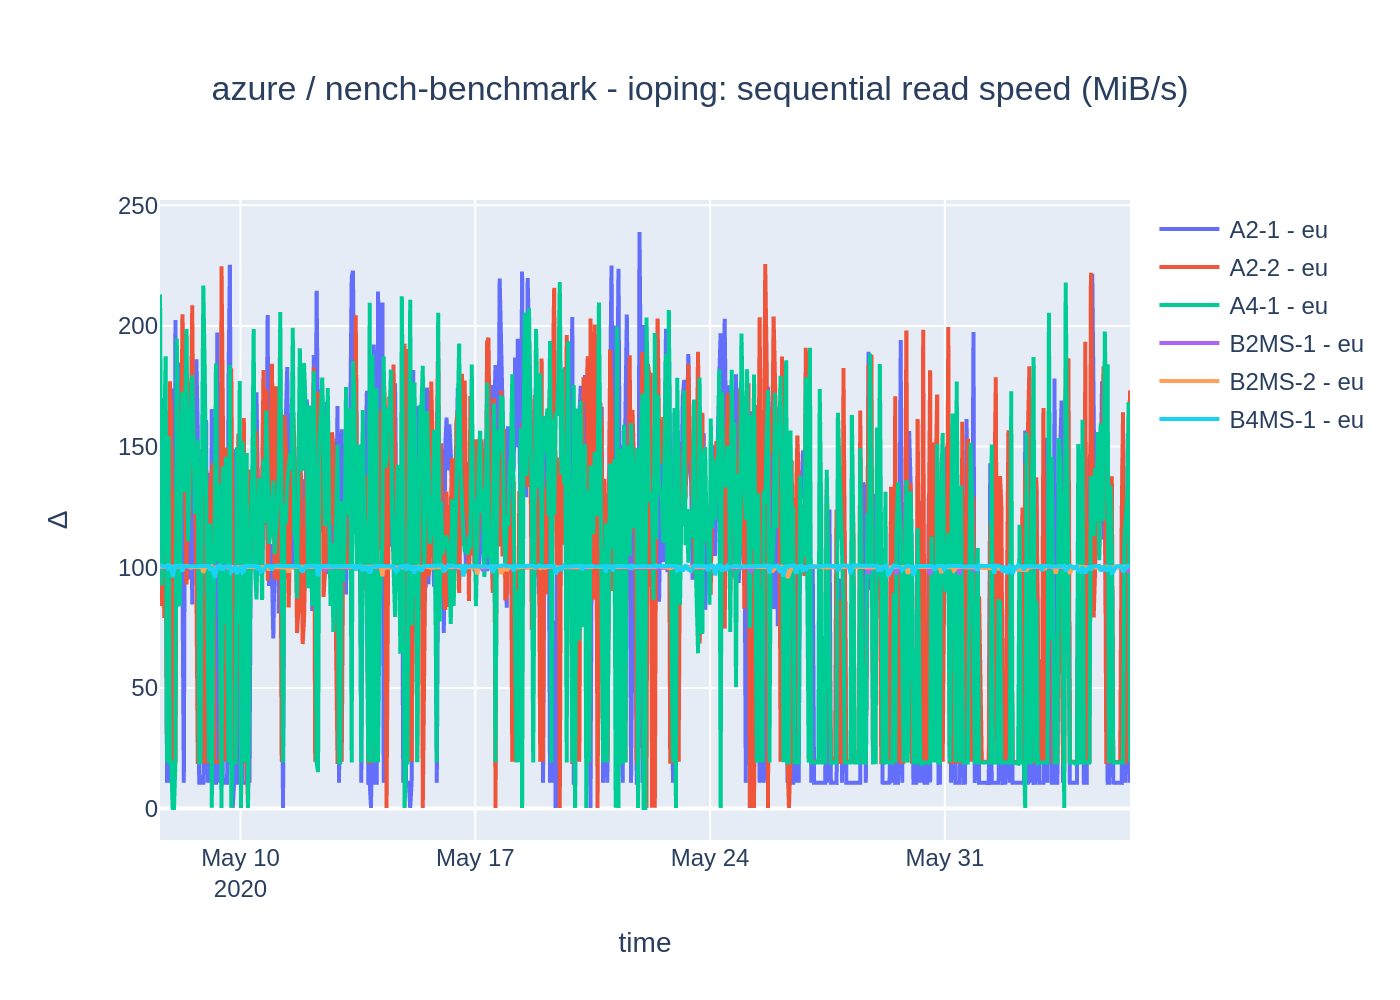 azure / nench-benchmark - ioping: sequential read speed (MiB/s)
250
200
150
100
50
0
Δ
May 10
2020
May 17
May 24
May 31
time
A2-1 - eu
A2-2 - eu
A4-1 - eu
B2MS-1 - eu
B2MS-2 - eu
B4MS-1 - eu